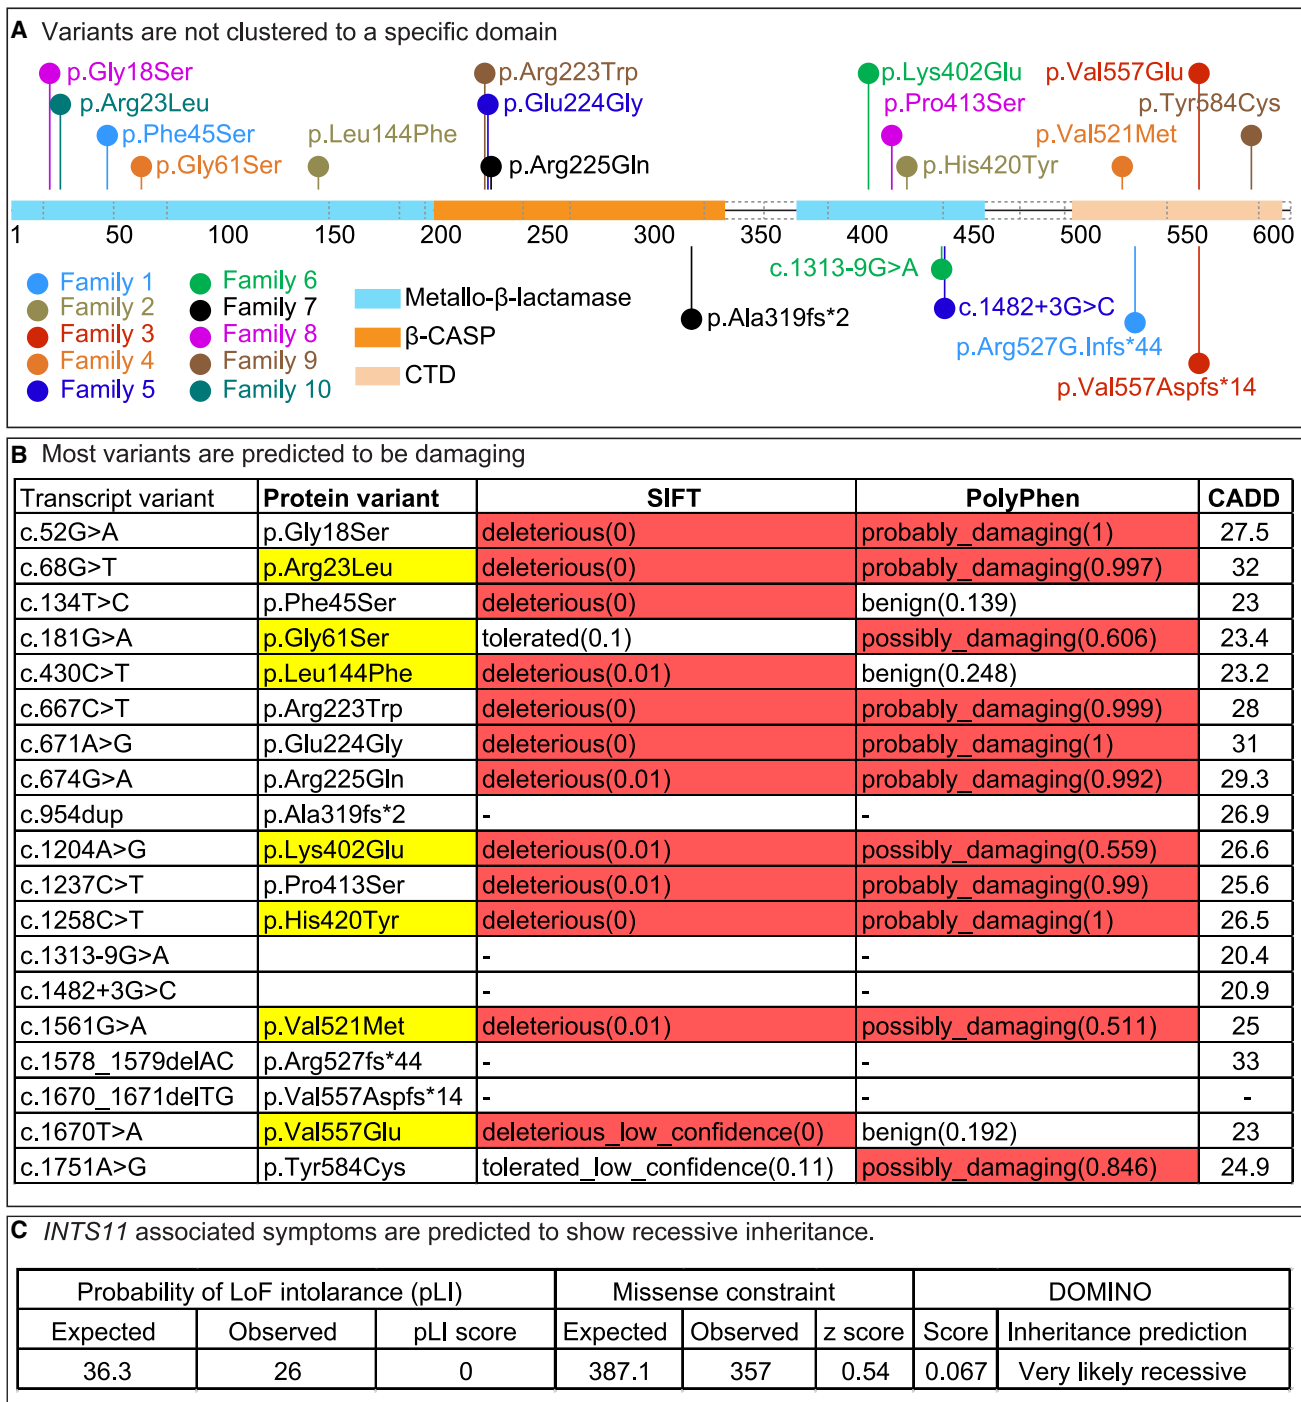 A Variants are not clustered to a specific domain
p.Gly18Ser p.Arg223Trp p.Lys402Glu p.Val557Glu
p.Arg23Leu p.Glu224Gly p.Pro413Ser p.Tyr584Cys
p.Phe45Ser p.Leu144Phe p.Val521Met
p.Gly61Ser p.Arg225Gln p.His420Tyr
1 50 100 150 200 250 300 350 400 450 500 550 600
c.1313-9G>A
Family 1 Family 6
Metallo-β-lactamase
Family 2 Family 7
p.Ala319fs*2 c.1482+3G>C
Family 3 Family 8
β-CASP
p.Arg527G.Infs*44
Family 4 Family 9
CTD
Family 5 Family 10
p.Val557Aspfs*14
B Most variants are predicted to be damaging
Transcript variant Protein variant SIFT PolyPhen CADD
c.52G>A p.Gly18Ser deleterious(0) probably_damaging(1) 27.5
c.68G>T p.Arg23Leu deleterious(0) probably_damaging(0.997) 32
c.134T>C p.Phe45Ser deleterious(0) benign(0.139) 23
c.181G>A p.Gly61Ser tolerated(0.1) possibly_damaging(0.606) 23.4
c.430C>T p.Leu144Phe deleterious(0.01) benign(0.248) 23.2
c.667C>T p.Arg223Trp deleterious(0) probably_damaging(0.999) 28
c.671A>G p.Glu224Gly deleterious(0) probably_damaging(1) 31
c.674G>A p.Arg225Gln deleterious(0.01) probably_damaging(0.992) 29.3
c.954dup p.Ala319fs*2 - - 26.9
c.1204A>G p.Lys402Glu deleterious(0.01) possibly_damaging(0.559) 26.6
c.1237C>T p.Pro413Ser deleterious(0.01) probably_damaging(0.99) 25.6
c.1258C>T p.His420Tyr deleterious(0) probably_damaging(1) 26.5
c.1313-9G>A - - 20.4
c.1482+3G>C - - 20.9
c.1561G>A p.Val521Met deleterious(0.01) possibly_damaging(0.511) 25
c.1578_1579delAC p.Arg527fs*44 - - 33
c.1670_1671delTG p.Val557Aspfs*14 - - -
c.1670T>A p.Val557Glu deleterious_low_confidence(0) benign(0.192) 23
c.1751A>G p.Tyr584Cys tolerated_low_confidence(0.11) possibly_damaging(0.846) 24.9
C INTS11 associated symptoms are predicted to show recessive inheritance.
Probability of LoF intolarance (pLI) Missense constraint DOMINO
Expected Observed pLI score Expected Observed z score Score Inheritance prediction
36.3 26 0 387.1 357 0.54 0.067 Very likely recessive